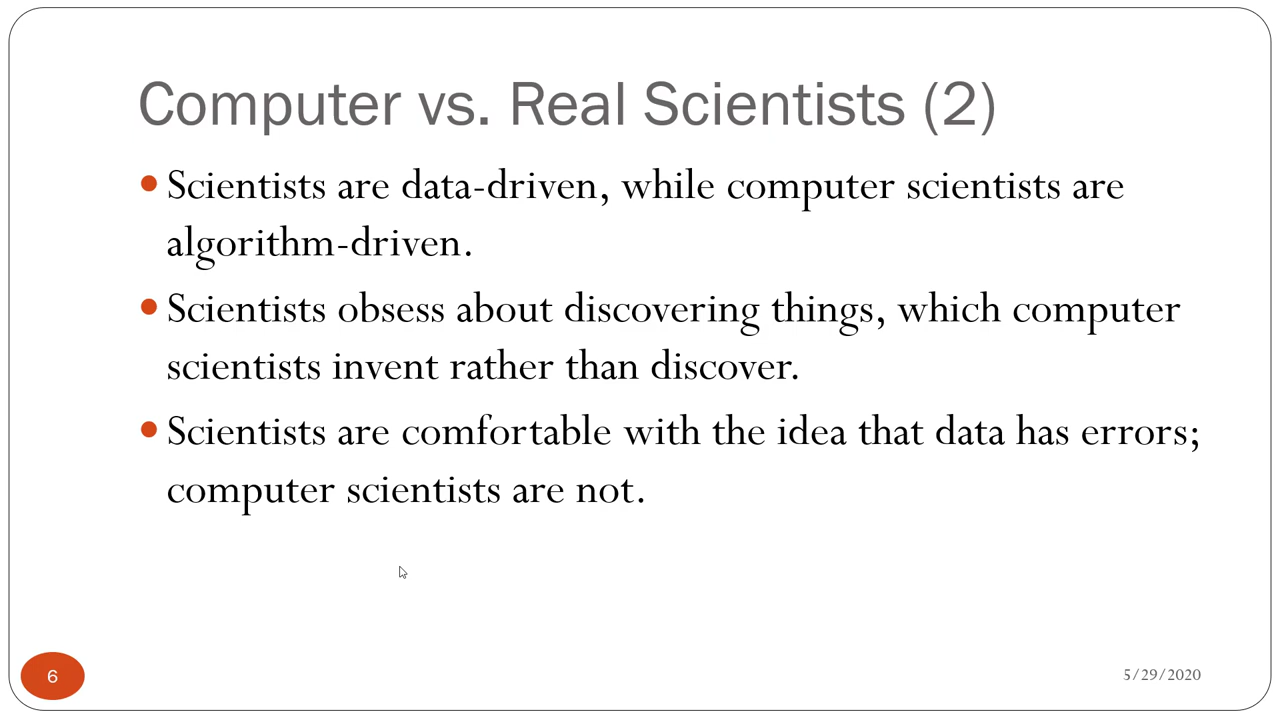 Computer vs. Real Scientists (2)
• Scientists are data-driven, while computer scientists are
algorithm-driven.
• Scientists obsess about discovering things, which computer
scientists invent rather than discover.
• Scientists are comfortable with the idea that data has errors;
computer scientists are not.
6
5/29/2020